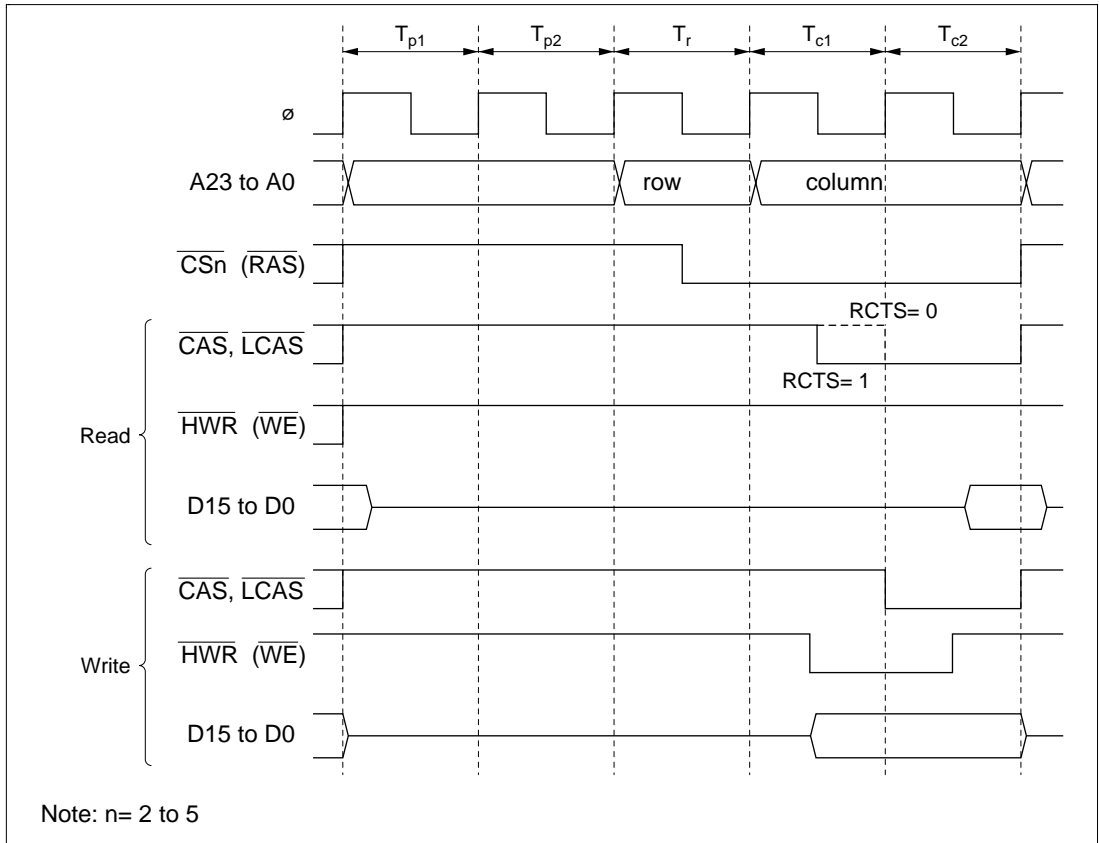 Tp1 Tp2 Tr Tc1 Tc2
ø
A23 to A0 row column
CSn (RAS)
RCTS= 0
CAS, LCAS
RCTS= 1
HWR (WE)
Read
D15 to D0
CAS, LCAS
HWR (WE)
Write
D15 to D0
Note: n= 2 to 5